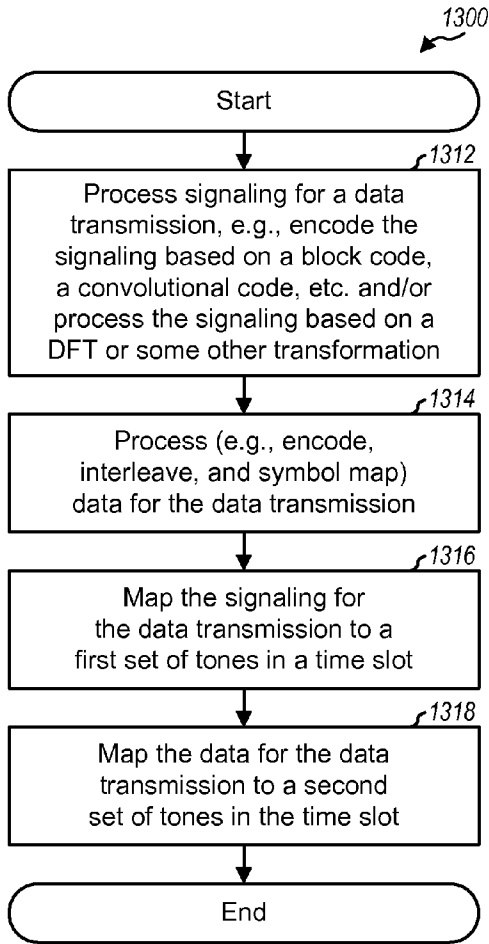 1300
Start
1312
Process signaling for a data
transmission, e.g., encode the
signaling based on a block code,
a convolutional code, etc. and/or
process the signaling based on a
DFT or some other transformation
1314
Process (e.g., encode,
interleave, and symbol map)
data for the data transmission
1316
Map the signaling for
the data transmission to a
first set of tones in a time slot
1318
Map the data for the data
transmission to a second
set of tones in the time slot
End